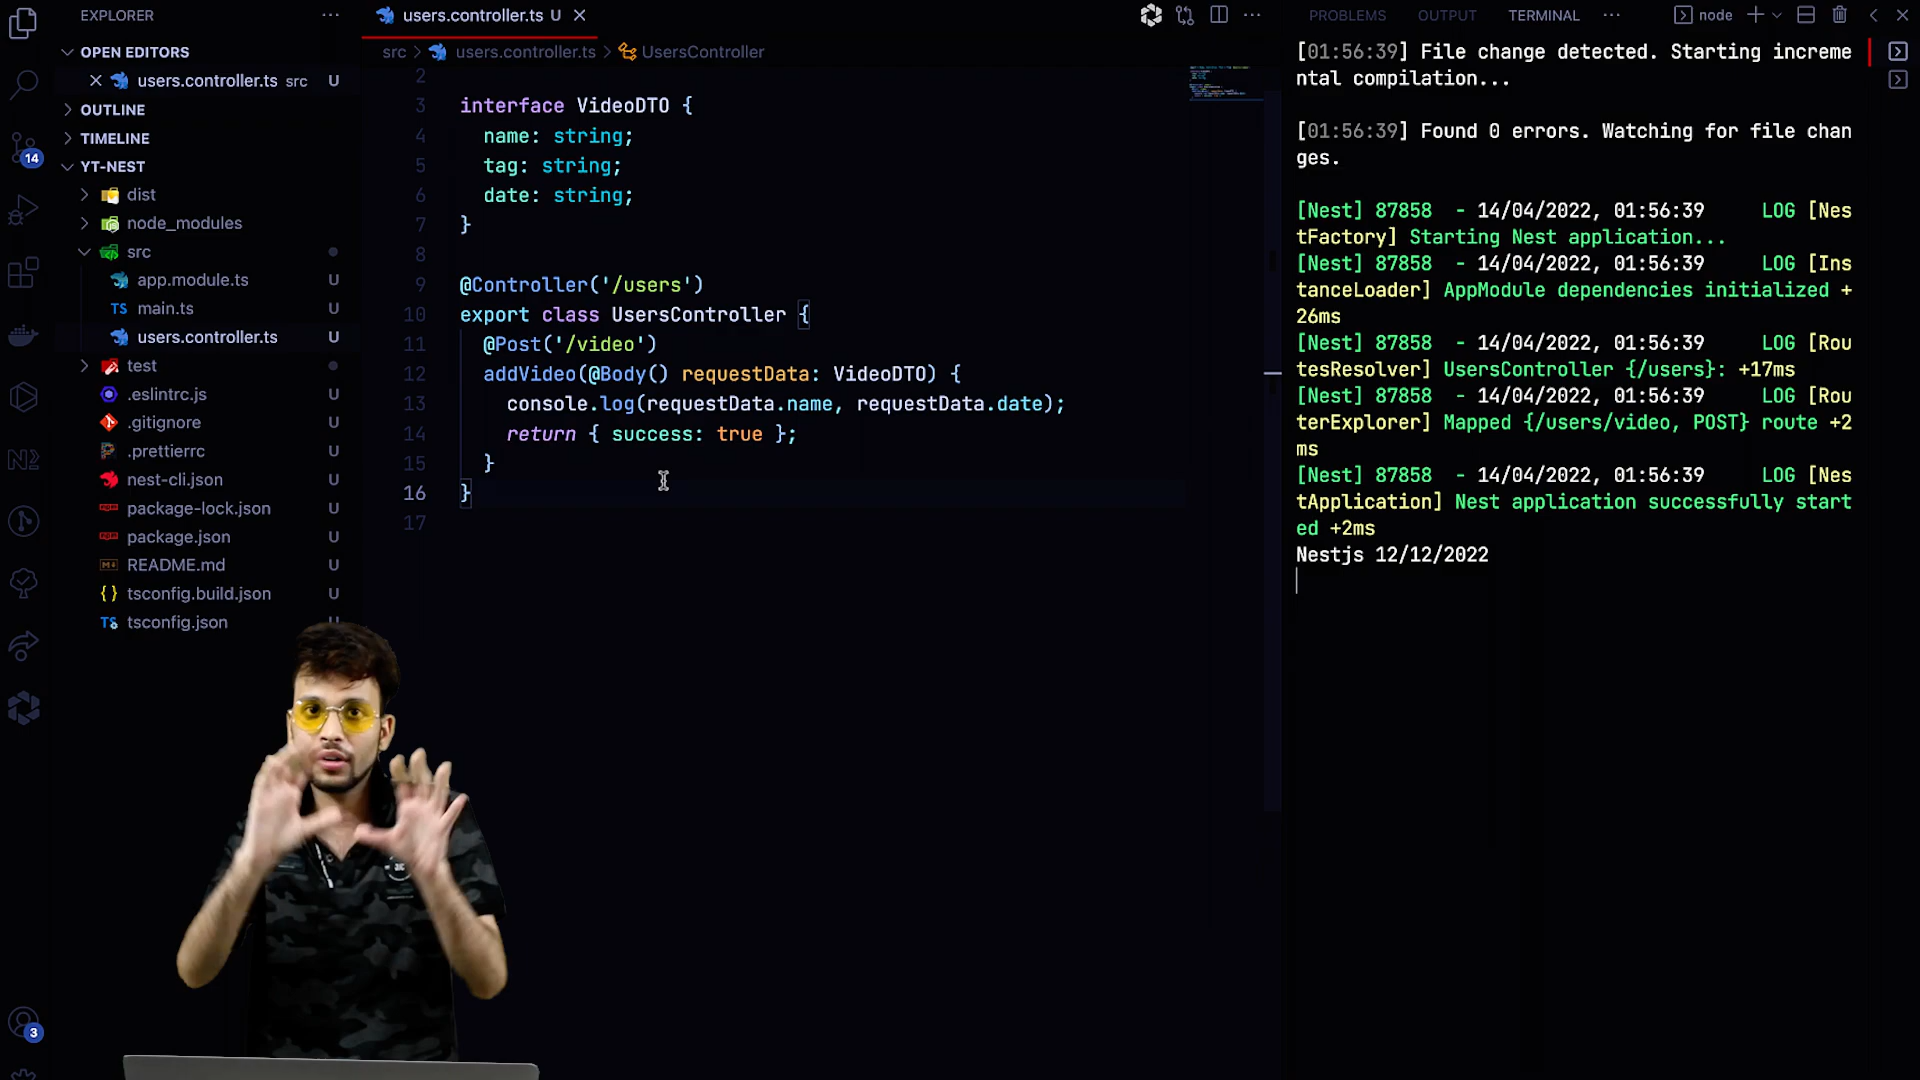 EXPLORER
OPEN EDITORS
users.controller.ts src U
OUTLINE
TIMELINE
14
YT-NEST
dist
node_modules
src
app.module.ts U
TS main.ts U
users.controller.ts U
test
.eslintrc.js U
.gitignore U
.prettierrc U
nest-cli.json U
package-lock.json U
package.json U
README.md U
{} tsconfig.build.json U
TS tsconfig.json U
3
users.controller.ts U
src > users.controller.ts > UsersController
2
3 interface VideoDTO {
4 name: string;
5 tag: string;
6 date: string;
7 }
8
9 @Controller('/users')
10 export class UsersController {
11 @Post('/video')
12 addVideo(@Body() requestData: VideoDTO) {
13 console.log(requestData.name, requestData.date);
14 return { success: true };
15 }
16 }
17
PROBLEMS OUTPUT TERMINAL node
[01:56:39] File change detected. Starting increme
ntal compilation...
[01:56:39] Found 0 errors. Watching for file chan
ges.
[Nest] 87858 - 14/04/2022, 01:56:39 LOG [Nes
tFactory] Starting Nest application...
[Nest] 87858 - 14/04/2022, 01:56:39 LOG [Ins
tanceLoader] AppModule dependencies initialized +
26ms
[Nest] 87858 - 14/04/2022, 01:56:39 LOG [Rou
tesResolver] UsersController {/users}: +17ms
[Nest] 87858 - 14/04/2022, 01:56:39 LOG [Rou
terExplorer] Mapped {/users/video, POST} route +2
ms
[Nest] 87858 - 14/04/2022, 01:56:39 LOG [Nes
tApplication] Nest application successfully start
ed +2ms
Nestjs 12/12/2022